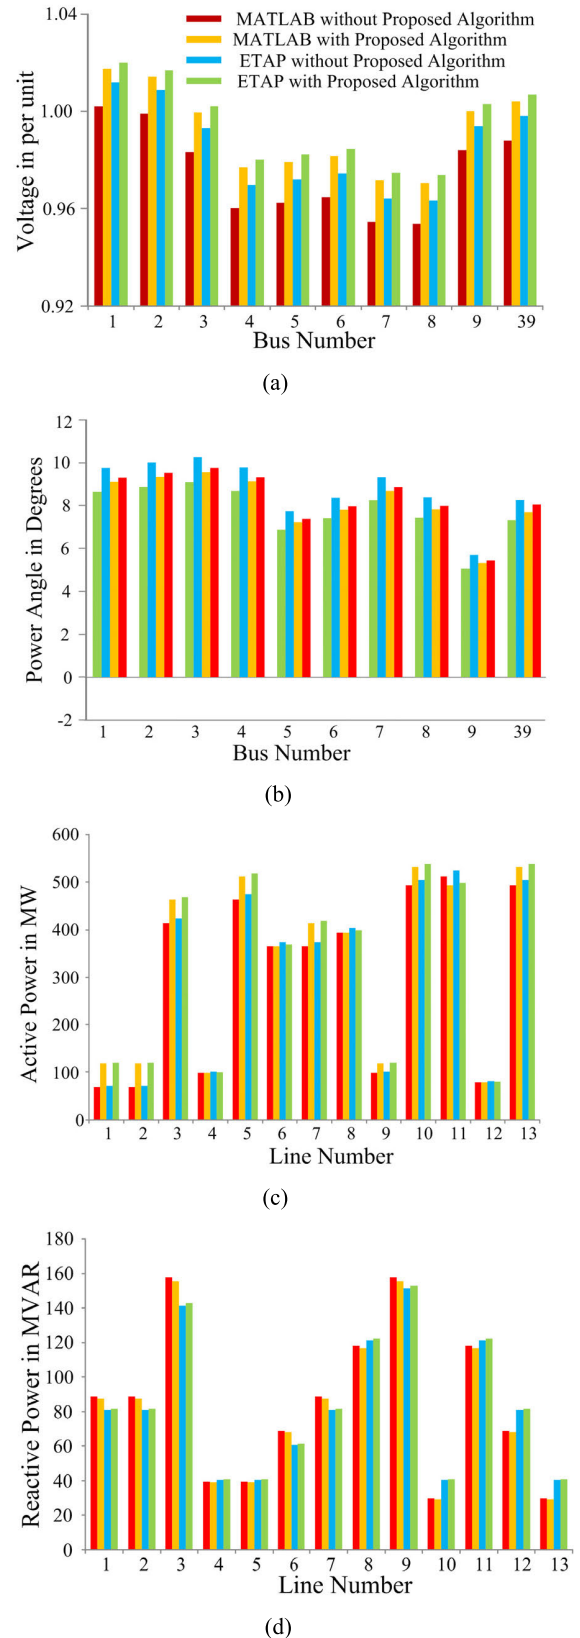 1.04
1.00
0.96
0.92
Voltage in per unit
MATLAB without Proposed Algorithm
MATLAB with Proposed Algorithm
ETAP without Proposed Algorithm
ETAP with Proposed Algorithm
1 2 3 4 5 6 7 8 9 39
Bus Number
(a)
12
10
8
6
4
2
0
-2
Power Angle in Degrees
1 2 3 4 5 6 7 8 9 39
Bus Number
(b)
600
500
400
300
200
100
0
Active Power in MW
1 2 3 4 5 6 7 8 9 10 11 12 13
Line Number
(c)
180
160
140
120
100
80
60
40
20
0
Reactive Power in MVAR
1 2 3 4 5 6 7 8 9 10 11 12 13
Line Number
(d)